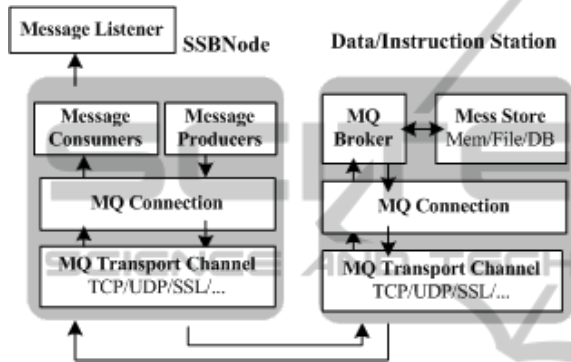 Message Listener
SSBNode
Data/Instruction Station
Message
Consumers
Message
Producers
MQ
Broker
Mess Store
Mem/File/DB
MQ Connection
MQ Connection
MQ Transport Channel
TCP/UDP/SSL/...
MQ Transport Channel
TCP/UDP/SSL/...